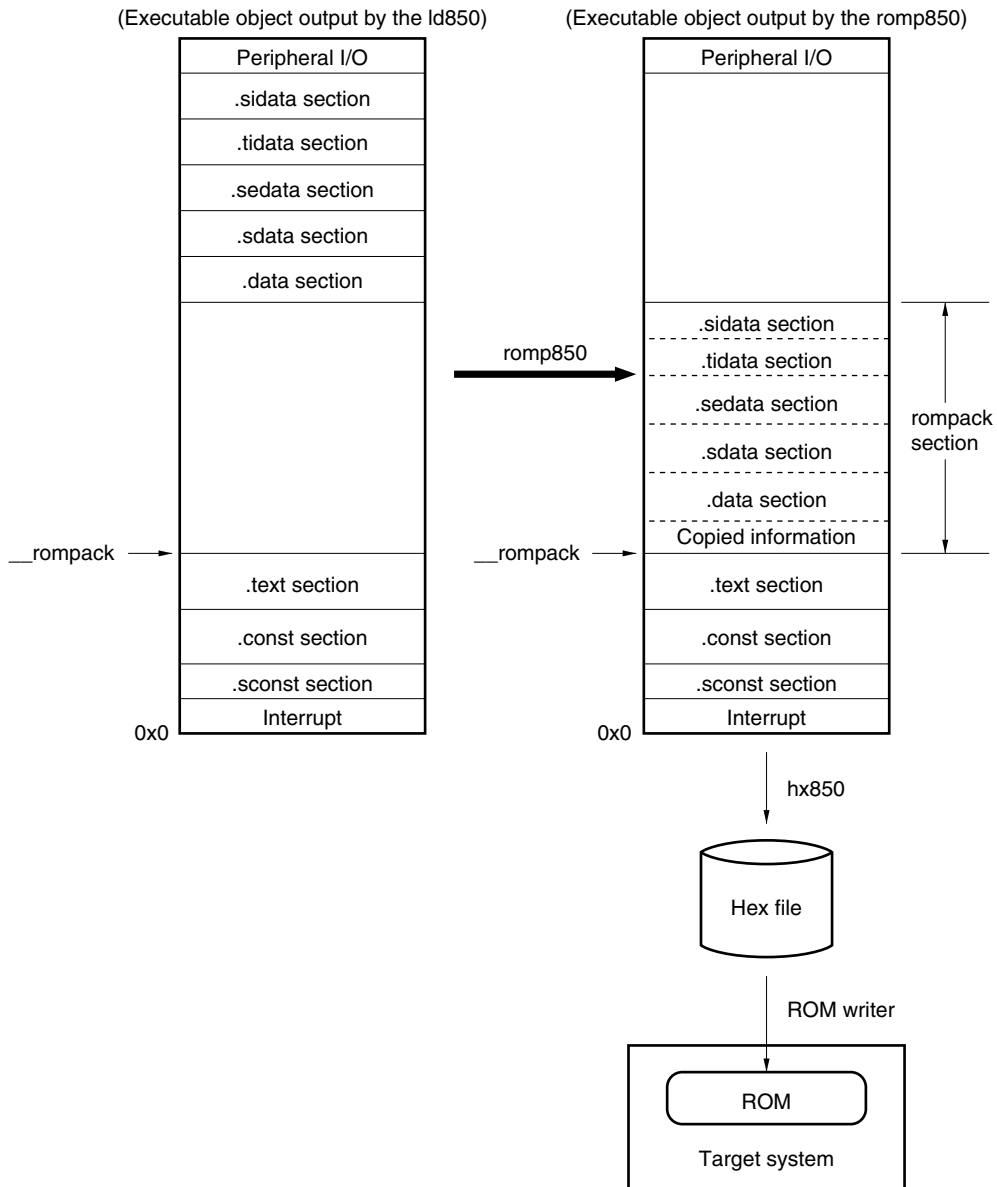 (Executable object output by the ld850)
Peripheral I/O
.sidata section
.tidata section
.sedata section
.sdata section
.data section
__rompack
.text section
.const section
.sconst section
Interrupt
0x0
romp850
(Executable object output by the romp850)
Peripheral I/O
.sidata section
.tidata section
.sedata section
.sdata section
.data section
Copied information
rompack
section
__rompack
.text section
.const section
.sconst section
Interrupt
0x0
hx850
Hex file
ROM writer
ROM
Target system